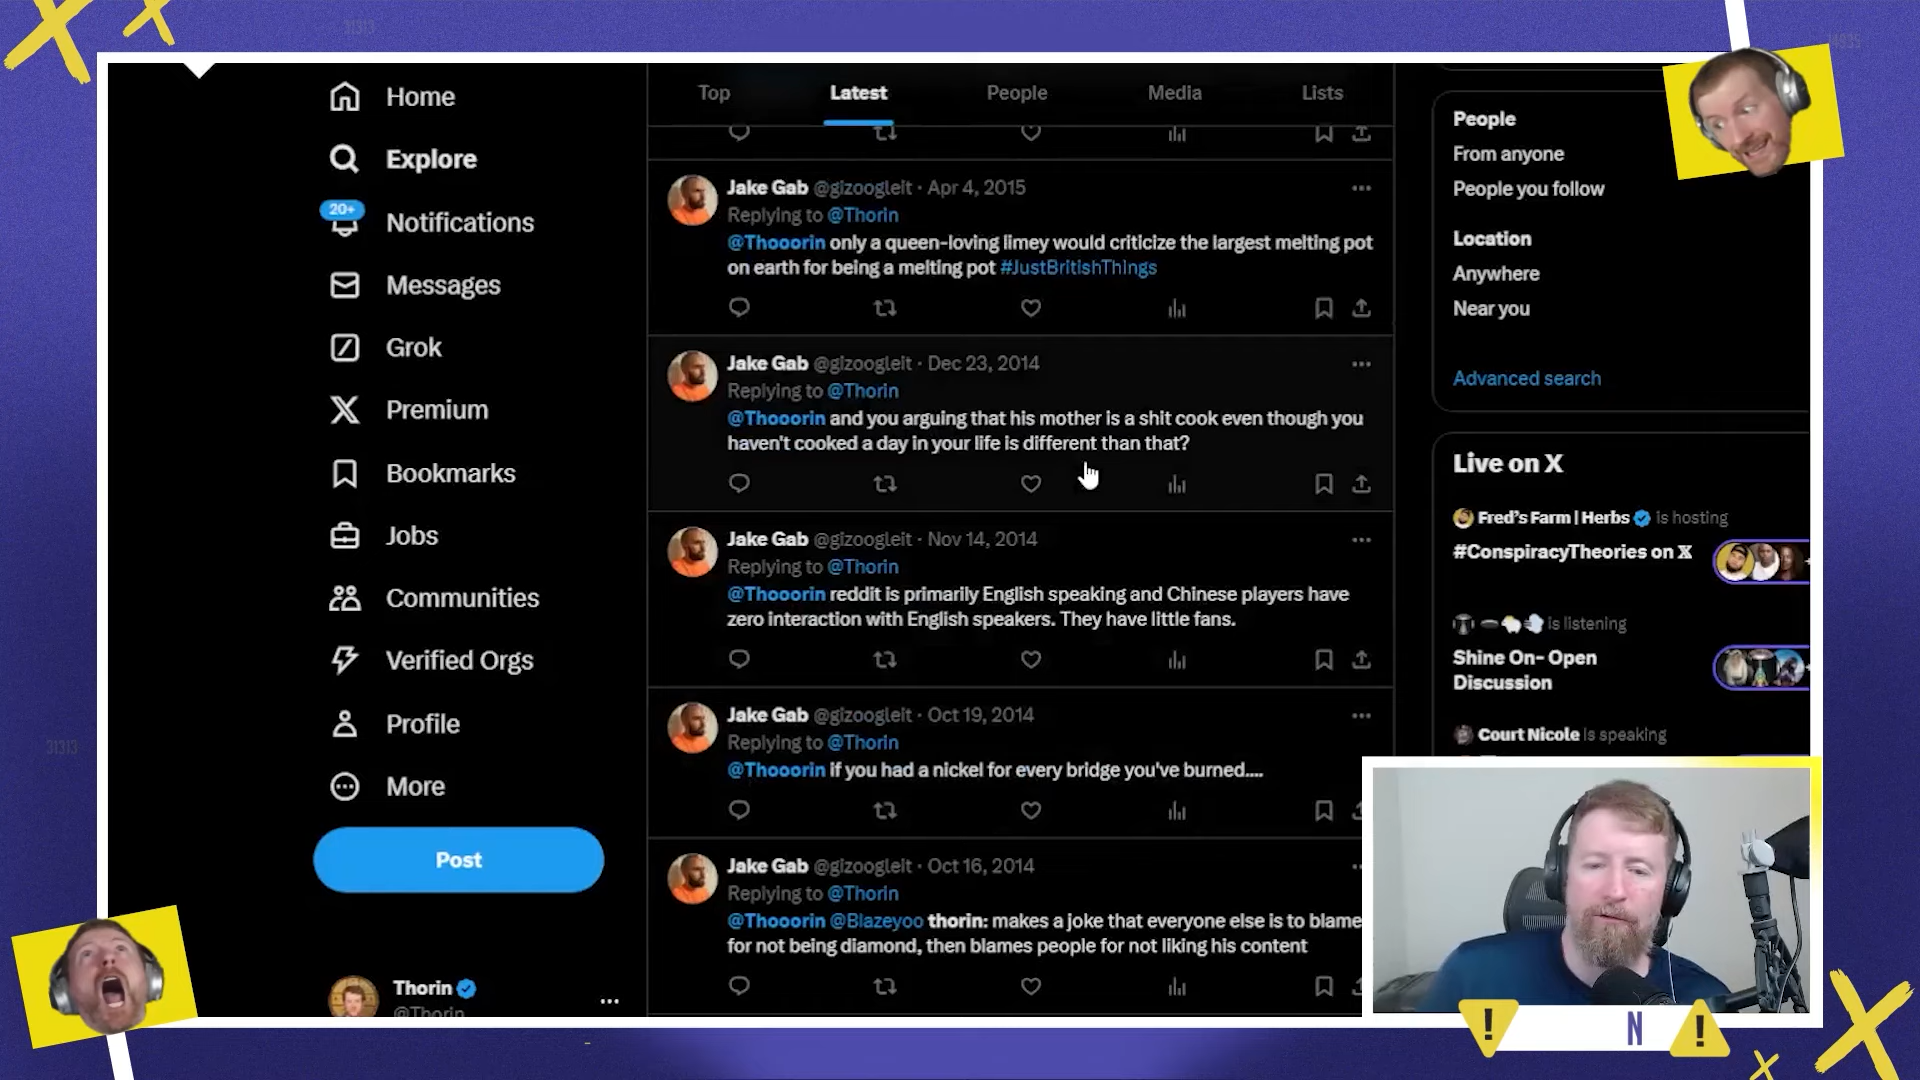 31313
14935
Home
Explore
20+
Notifications
Messages
Grok
Premium
Bookmarks
Jobs
Communities
Verified Orgs
Profile
More
Post
Thorin
@Thorin
Top
Latest
People
Media
Lists
Jake Gab @gizoogleit · Apr 4, 2015
Replying to @Thorin
@Thooorin only a queen-loving limey would criticize the largest melting pot
on earth for being a melting pot #JustBritishThings
Jake Gab @gizoogleit · Dec 23, 2014
Replying to @Thorin
@Thooorin and you arguing that his mother is a shit cook even though you
haven't cooked a day in your life is different than that?
Jake Gab @gizoogleit · Nov 14, 2014
Replying to @Thorin
@Thooorin reddit is primarily English speaking and Chinese players have
zero interaction with English speakers. They have little fans.
Jake Gab @gizoogleit · Oct 19, 2014
Replying to @Thorin
@Thooorin if you had a nickel for every bridge you've burned....
Jake Gab @gizoogleit · Oct 16, 2014
Replying to @Thorin
@Thooorin @Blazeyoo thorin: makes a joke that everyone else is to blame
for not being diamond, then blames people for not liking his content
People
From anyone
People you follow
Location
Anywhere
Near you
Advanced search
Live on X
Fred's Farm | Herbs is hosting
#ConspiracyTheories on X
is listening
Shine On- Open
Discussion
Court Nicole is speaking
31313
N